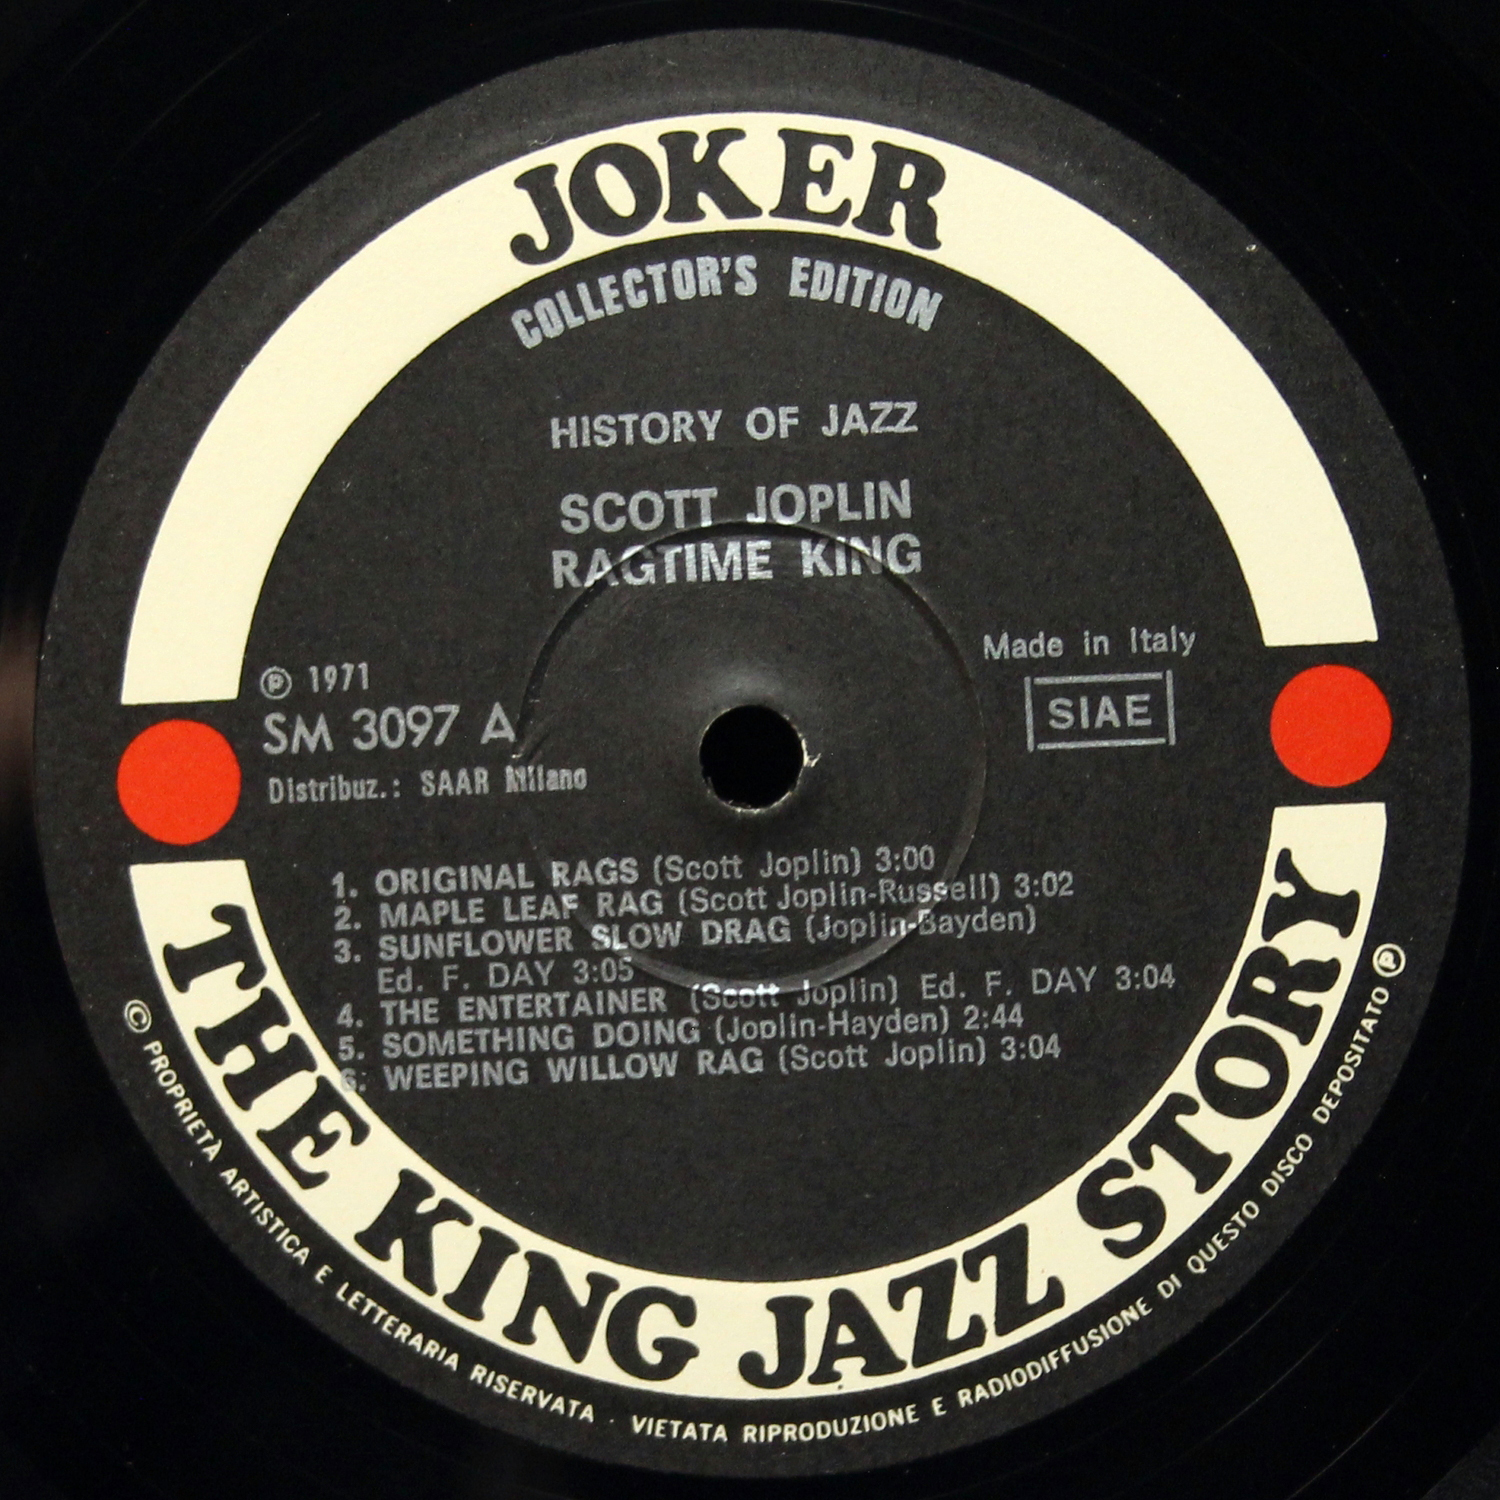 JOKER
COLLECTOR'S EDITION
HISTORY OF JAZZ
SCOTT JOPLIN
RAGTIME KING
Made in Italy
SIAE
℗ 1971
SM 3097 A
Distribuz.: SAAR Milano
1. ORIGINAL RAGS (Scott Joplin) 3:00
2. MAPLE LEAF RAG (Scott Joplin-Russell) 3:02
3. SUNFLOWER SLOW DRAG (Joplin-Bayden)
Ed. F. DAY 3:05
4. THE ENTERTAINER (Scott Joplin) Ed. F. DAY 3:04
5. SOMETHING DOING (Joplin-Hayden) 2:44
6. WEEPING WILLOW RAG (Scott Joplin) 3:04
THE KING JAZZ STORY
© PROPRIETÀ ARTISTICA E LETTERARIA RISERVATA · VIETATA RIPRODUZIONE E RADIODIFFUSIONE DI QUESTO DISCO DEPOSITATO ℗